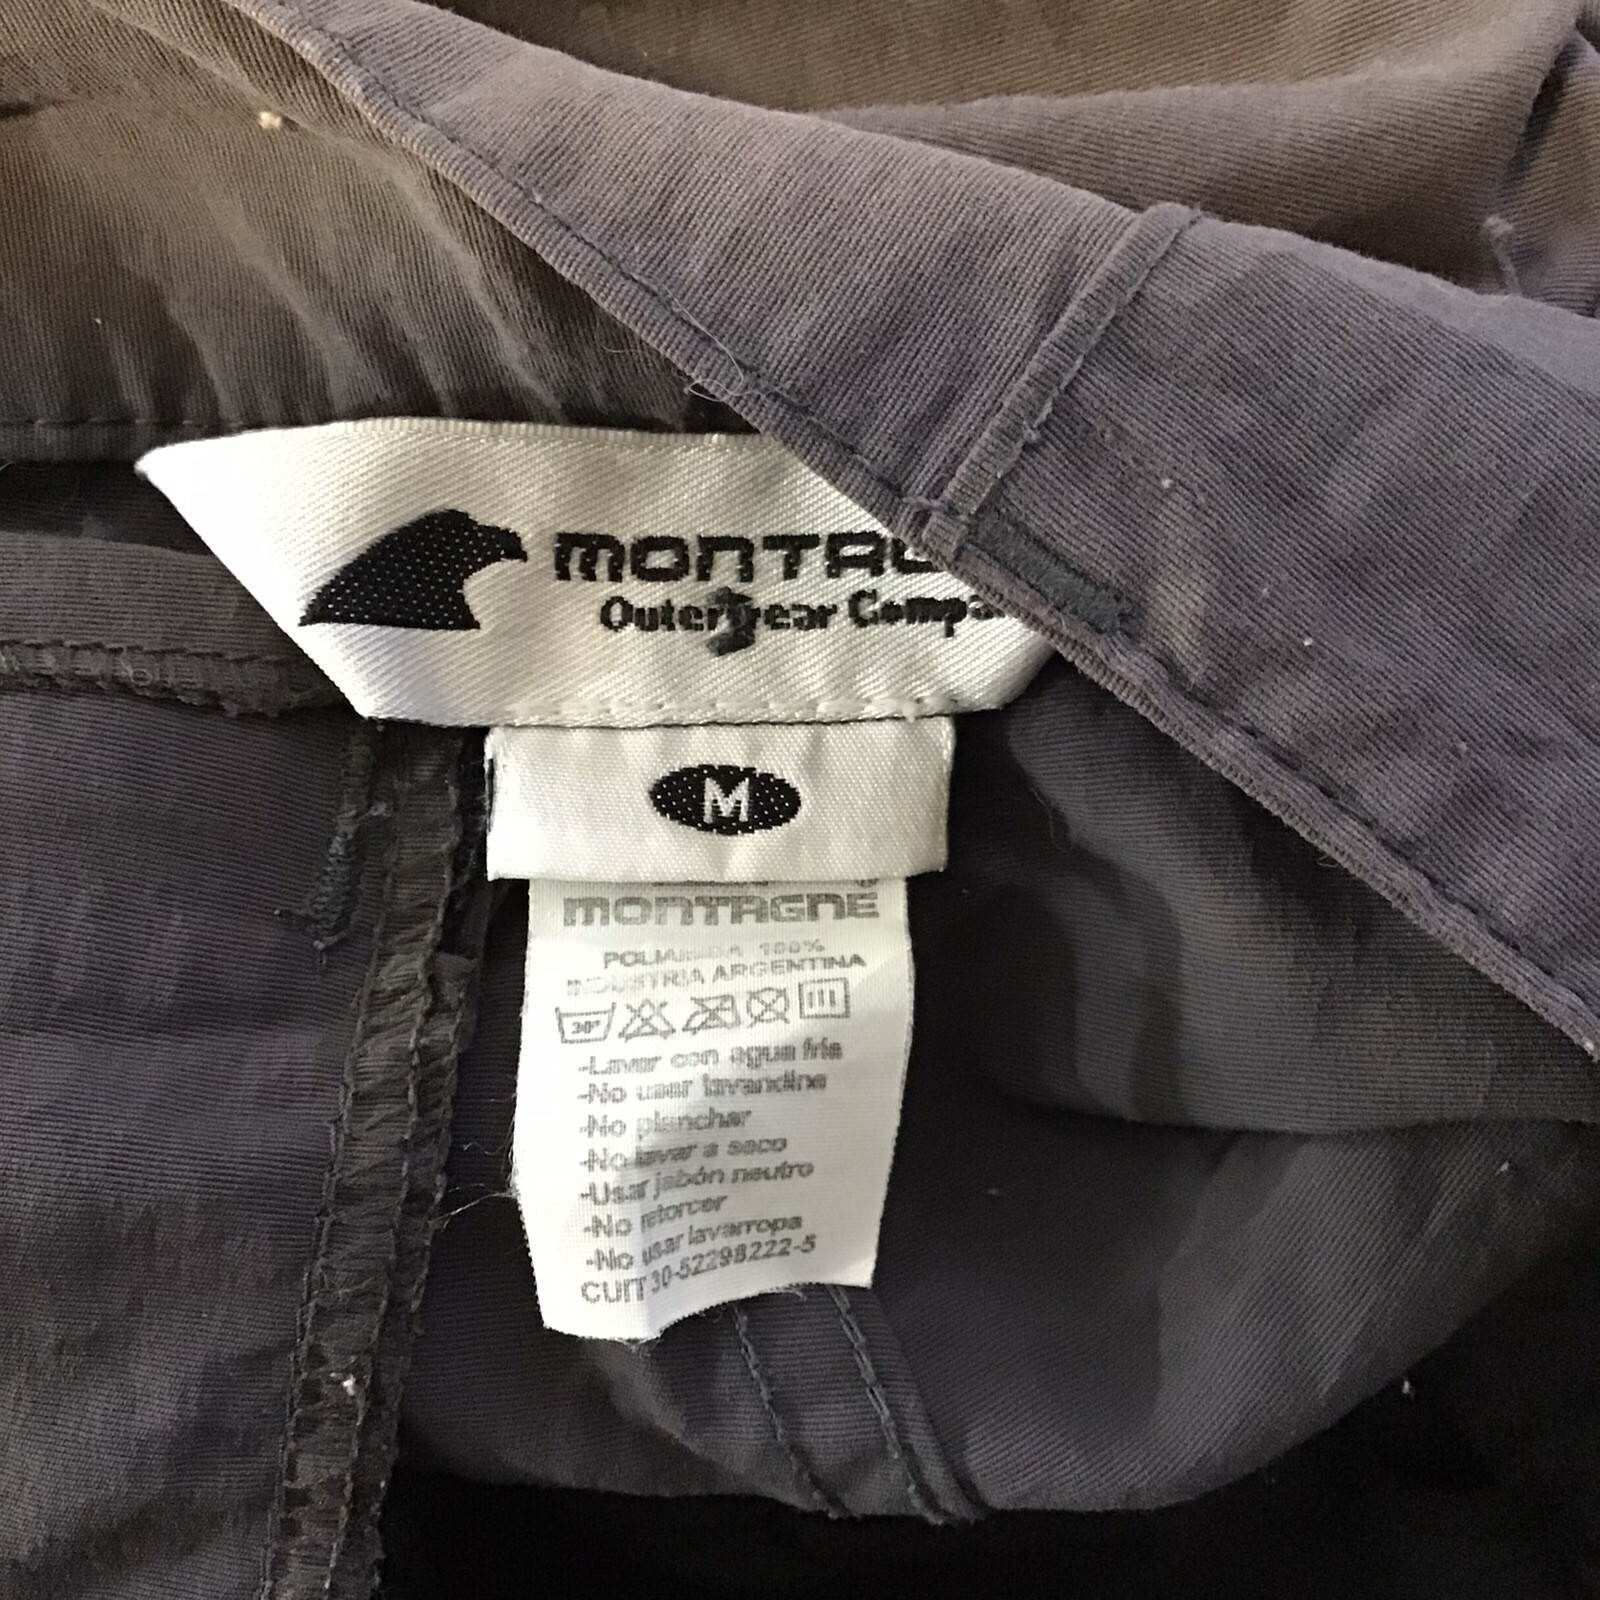 MONTAG
Outerwear Compa
M
MONTAGNE
POLIAMIDA 100%
INDUSTRIA ARGENTINA
30°
-Lavar con agua fria
-No usar lavandina
-No planchar
-No lavar a seco
-Usar jabón neutro
-No retorcer
-No usar lavarropa
CUIT 30-52298222-5